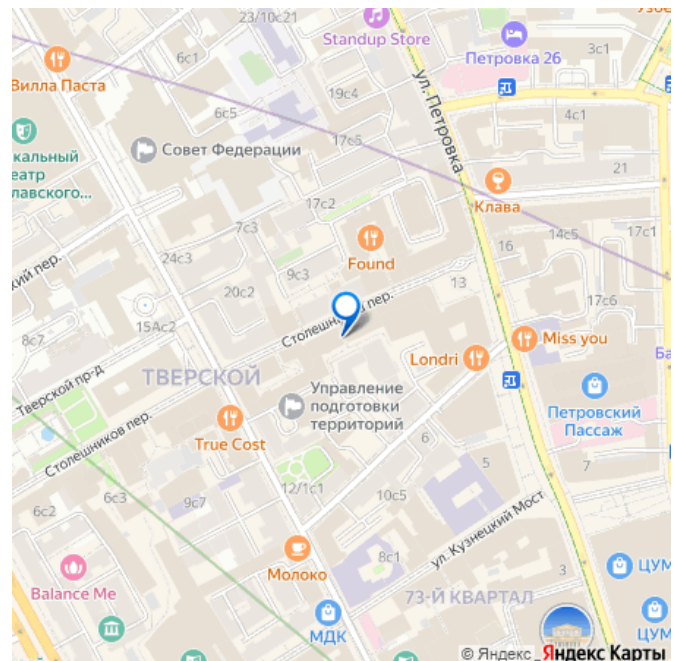 23/10с21
Standup Store
Узбе
6с1
Петровка 26
3с1
Вилла Паста
19с4
6с5
4с1
ул. Петровка
кальный
еатр
лавского...
Совет Федерации
17с5
21
Клава
17с2
7с3
Found
16
14с5
17с1
24с3
кий пер.
9с3
20с2
13
17с6
15Ас2
Столешников пер.
8с7
Miss you
Ба
Londri
Тверской пр-д
ТВЕРСКОЙ
Управление
подготовки
территорий
Петровский
Пассаж
Столешников пер.
True Cost
6
5
7
6с2
6с3
9с7
12/1с1
10с5
ул. Кузнецкий Мост
Молоко
8с1
3
ЦУМ
Balance Me
73-Й КВАРТАЛ
МДК
ЦУМ
© Яндекс Яндекс Карты